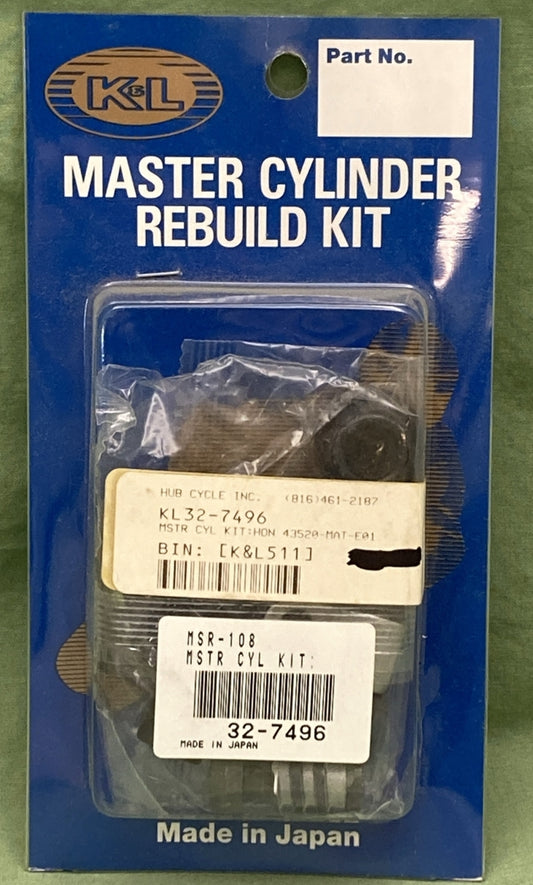 K&L
Part No.
MASTER CYLINDER
REBUILD KIT
HUB CYCLE INC. (816)461-2187
KL32-7496
MSTR CYL KIT:HON 43520-MAT-E01
BIN: [K&L511]
MSR-108
MSTR CYL KIT:
32-7496
MADE IN JAPAN
Made in Japan